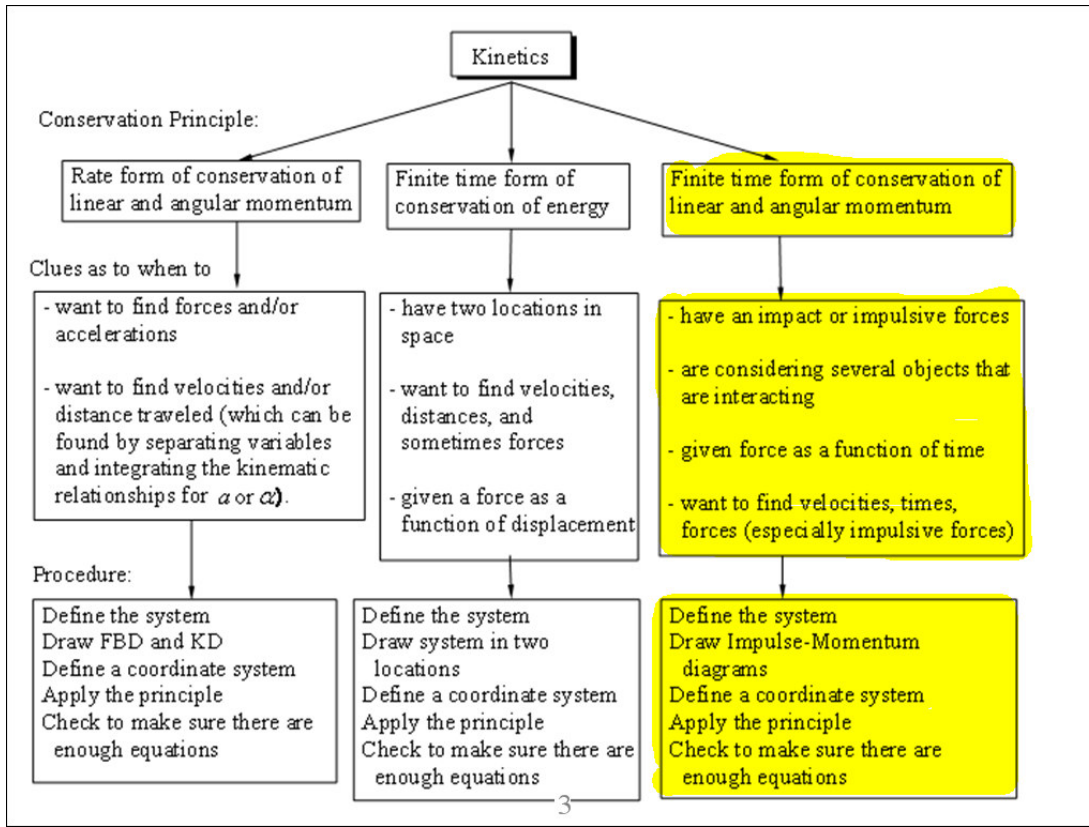 Kinetics
Conservation Principle:
Rate form of conservation of
linear and angular momentum
Finite time form of
conservation of energy
Finite time form of conservation of
linear and angular momentum
Clues as to when to
- want to find forces and/or
accelerations
- want to find velocities and/or
distance traveled (which can be
found by separating variables
and integrating the kinematic
relationships for a or α).
- have two locations in
space
- want to find velocities,
distances, and
sometimes forces
- given a force as a
function of displacement
- have an impact or impulsive forces
- are considering several objects that
are interacting
- given force as a function of time
- want to find velocities, times,
forces (especially impulsive forces)
Procedure:
Define the system
Draw FBD and KD
Define a coordinate system
Apply the principle
Check to make sure there are
enough equations
Define the system
Draw system in two
locations
Define a coordinate system
Apply the principle
Check to make sure there are
enough equations
Define the system
Draw Impulse-Momentum
diagrams
Define a coordinate system
Apply the principle
Check to make sure there are
enough equations
3